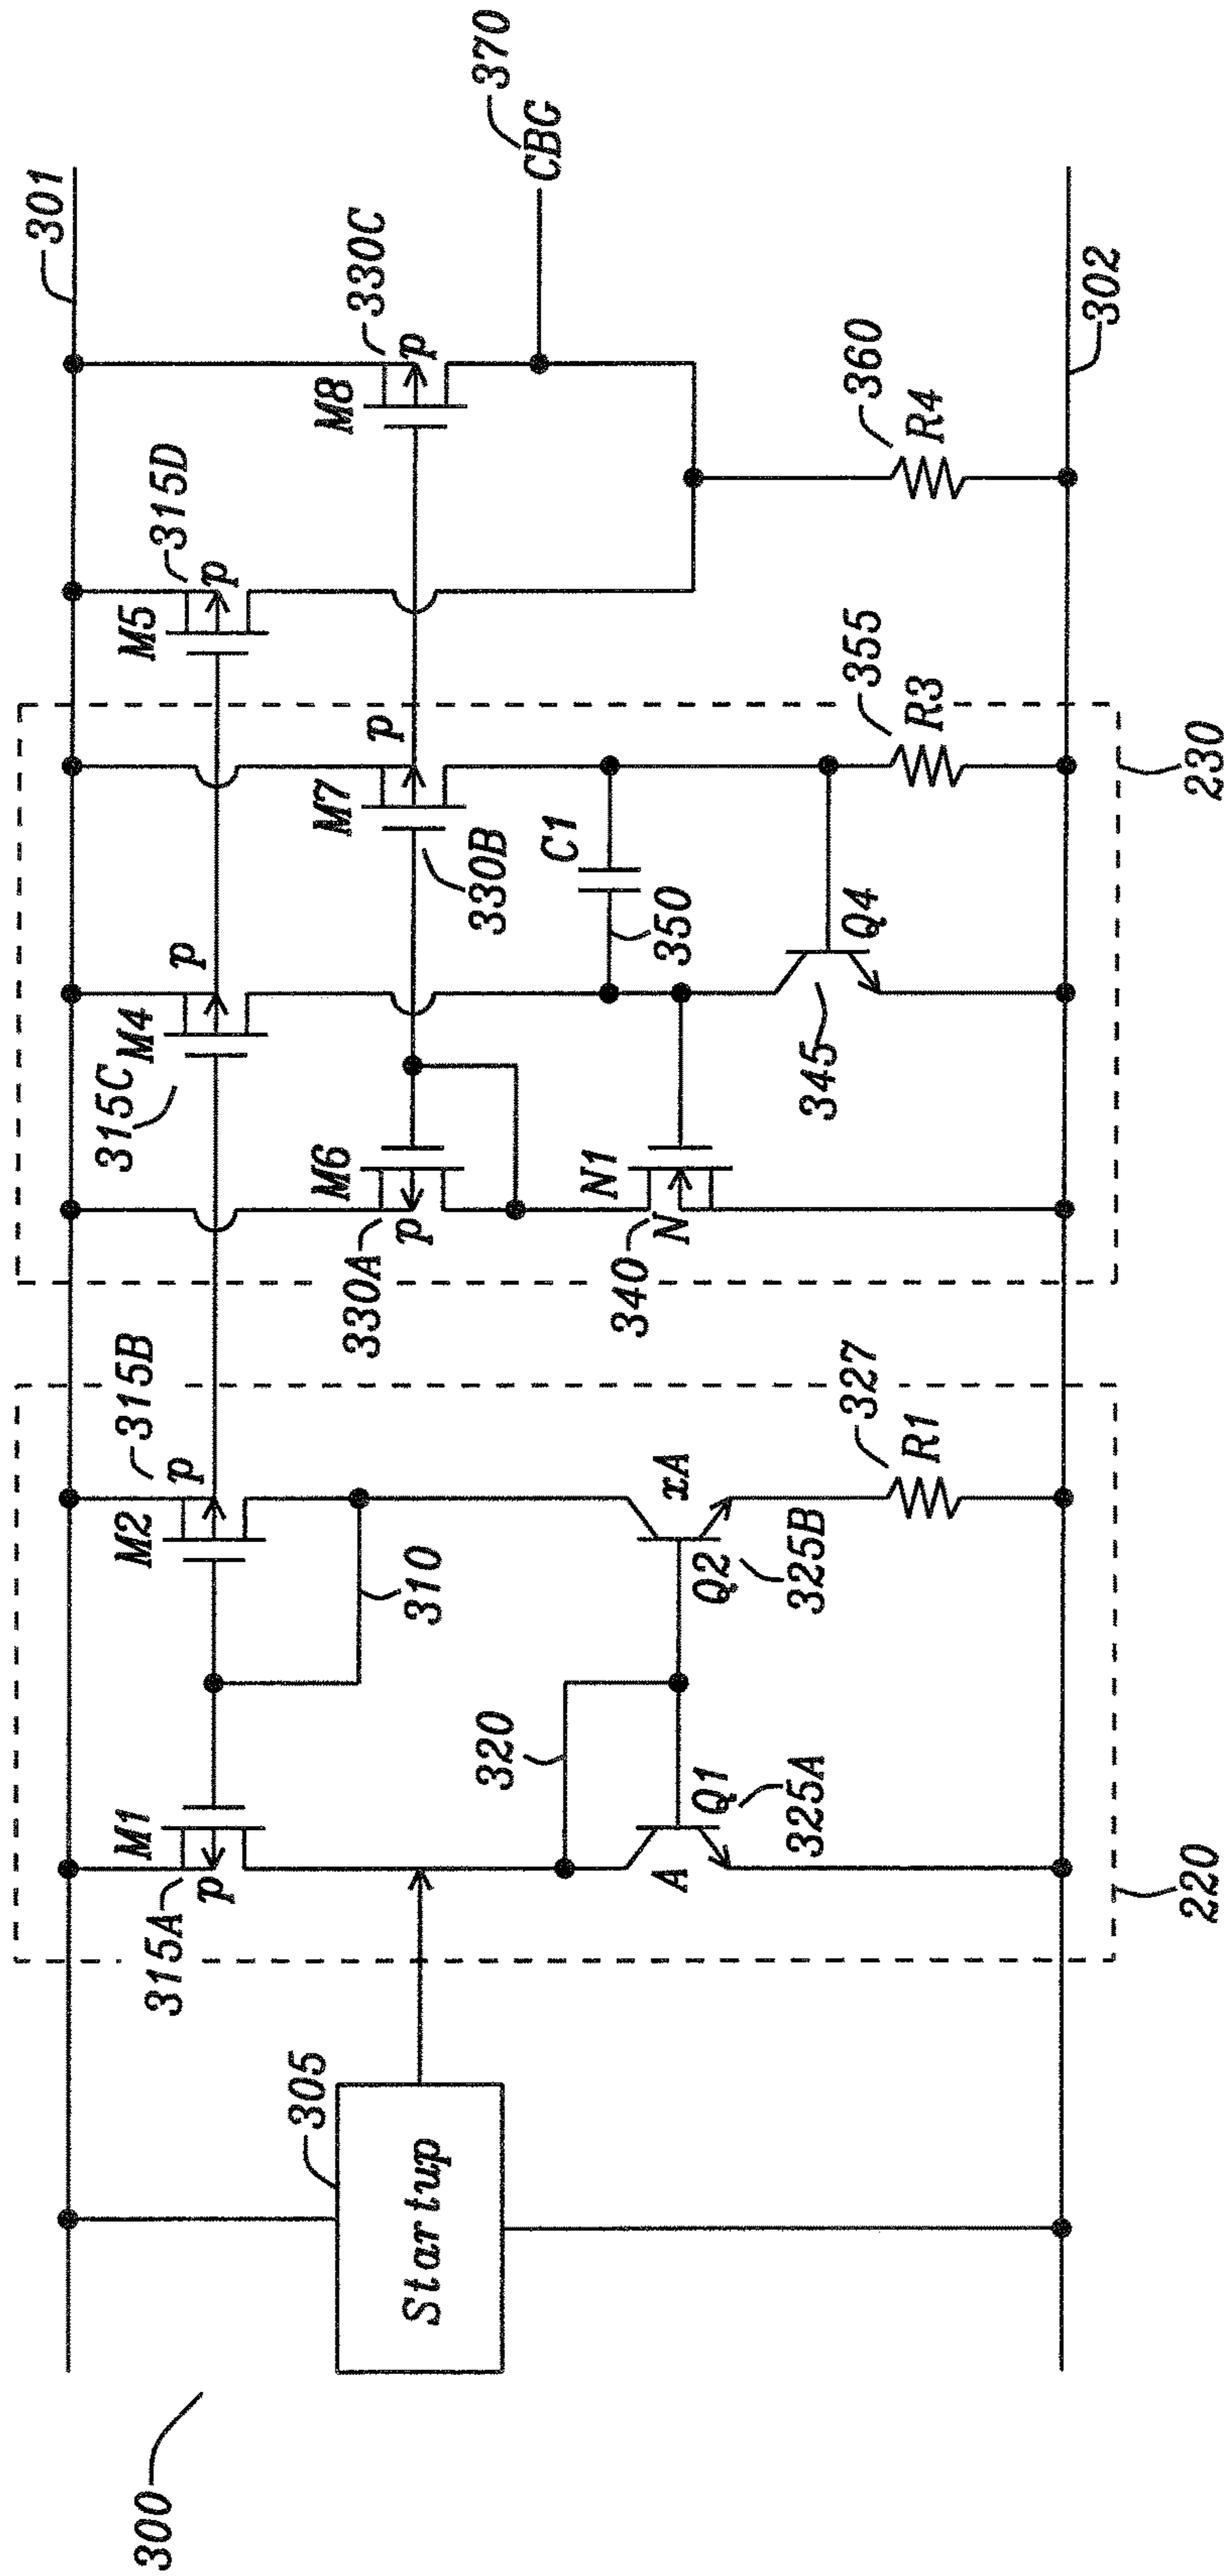 300
301
302
305
Startup
220
315A
M1
p
M2
315B
p
310
320
A
Q1
325A
Q2
325B
xA
327
R1
230
315C
M4
p
330A
M6
p
M7
330B
p
340
N1
N
C1
350
345
Q4
355
R3
M5
315D
p
M8
330C
p
360
R4
370
CBG